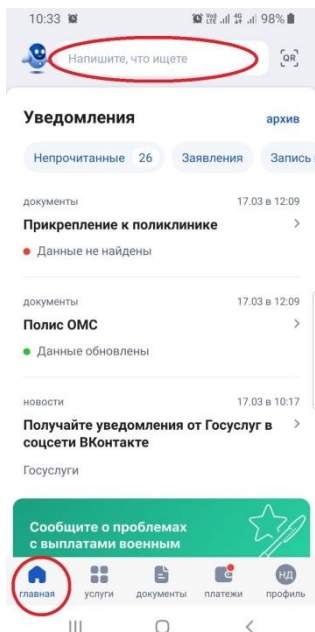 10:33 98%
Напишите, что ищете QR
Уведомления архив
Непрочитанные 26 Заявления Запись
документы 17.03 в 12:09
Прикрепление к поликлинике
Данные не найдены
документы 17.03 в 12:09
Полис ОМС
Данные обновлены
новости 17.03 в 10:17
Получайте уведомления от Госуслуг в
соцсети ВКонтакте
Госуслуги
Сообщите о проблемах
с выплатами военным
НД
главная услуги документы платежи профиль